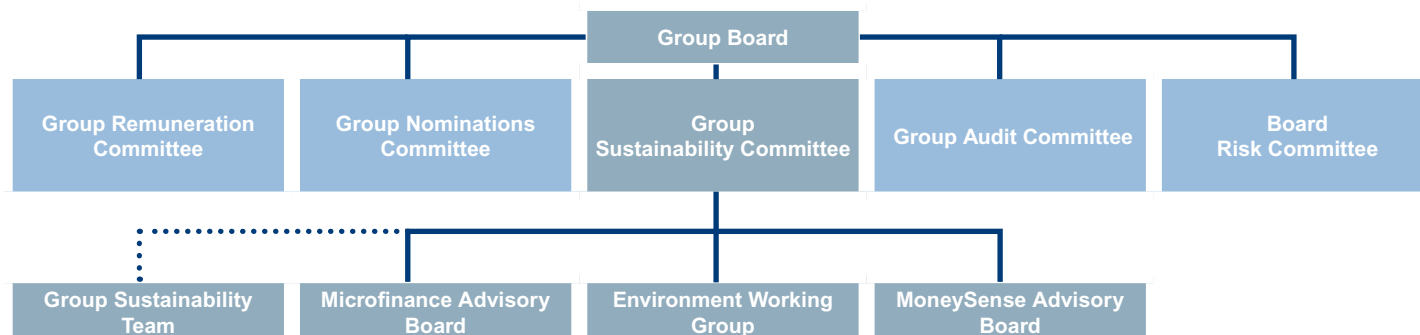 Group Board
Group Remuneration
Committee
Group Nominations
Committee
Group
Sustainability Committee
Group Audit Committee
Board
Risk Committee
Group Sustainability
Team
Microfinance Advisory
Board
Environment Working
Group
MoneySense Advisory
Board